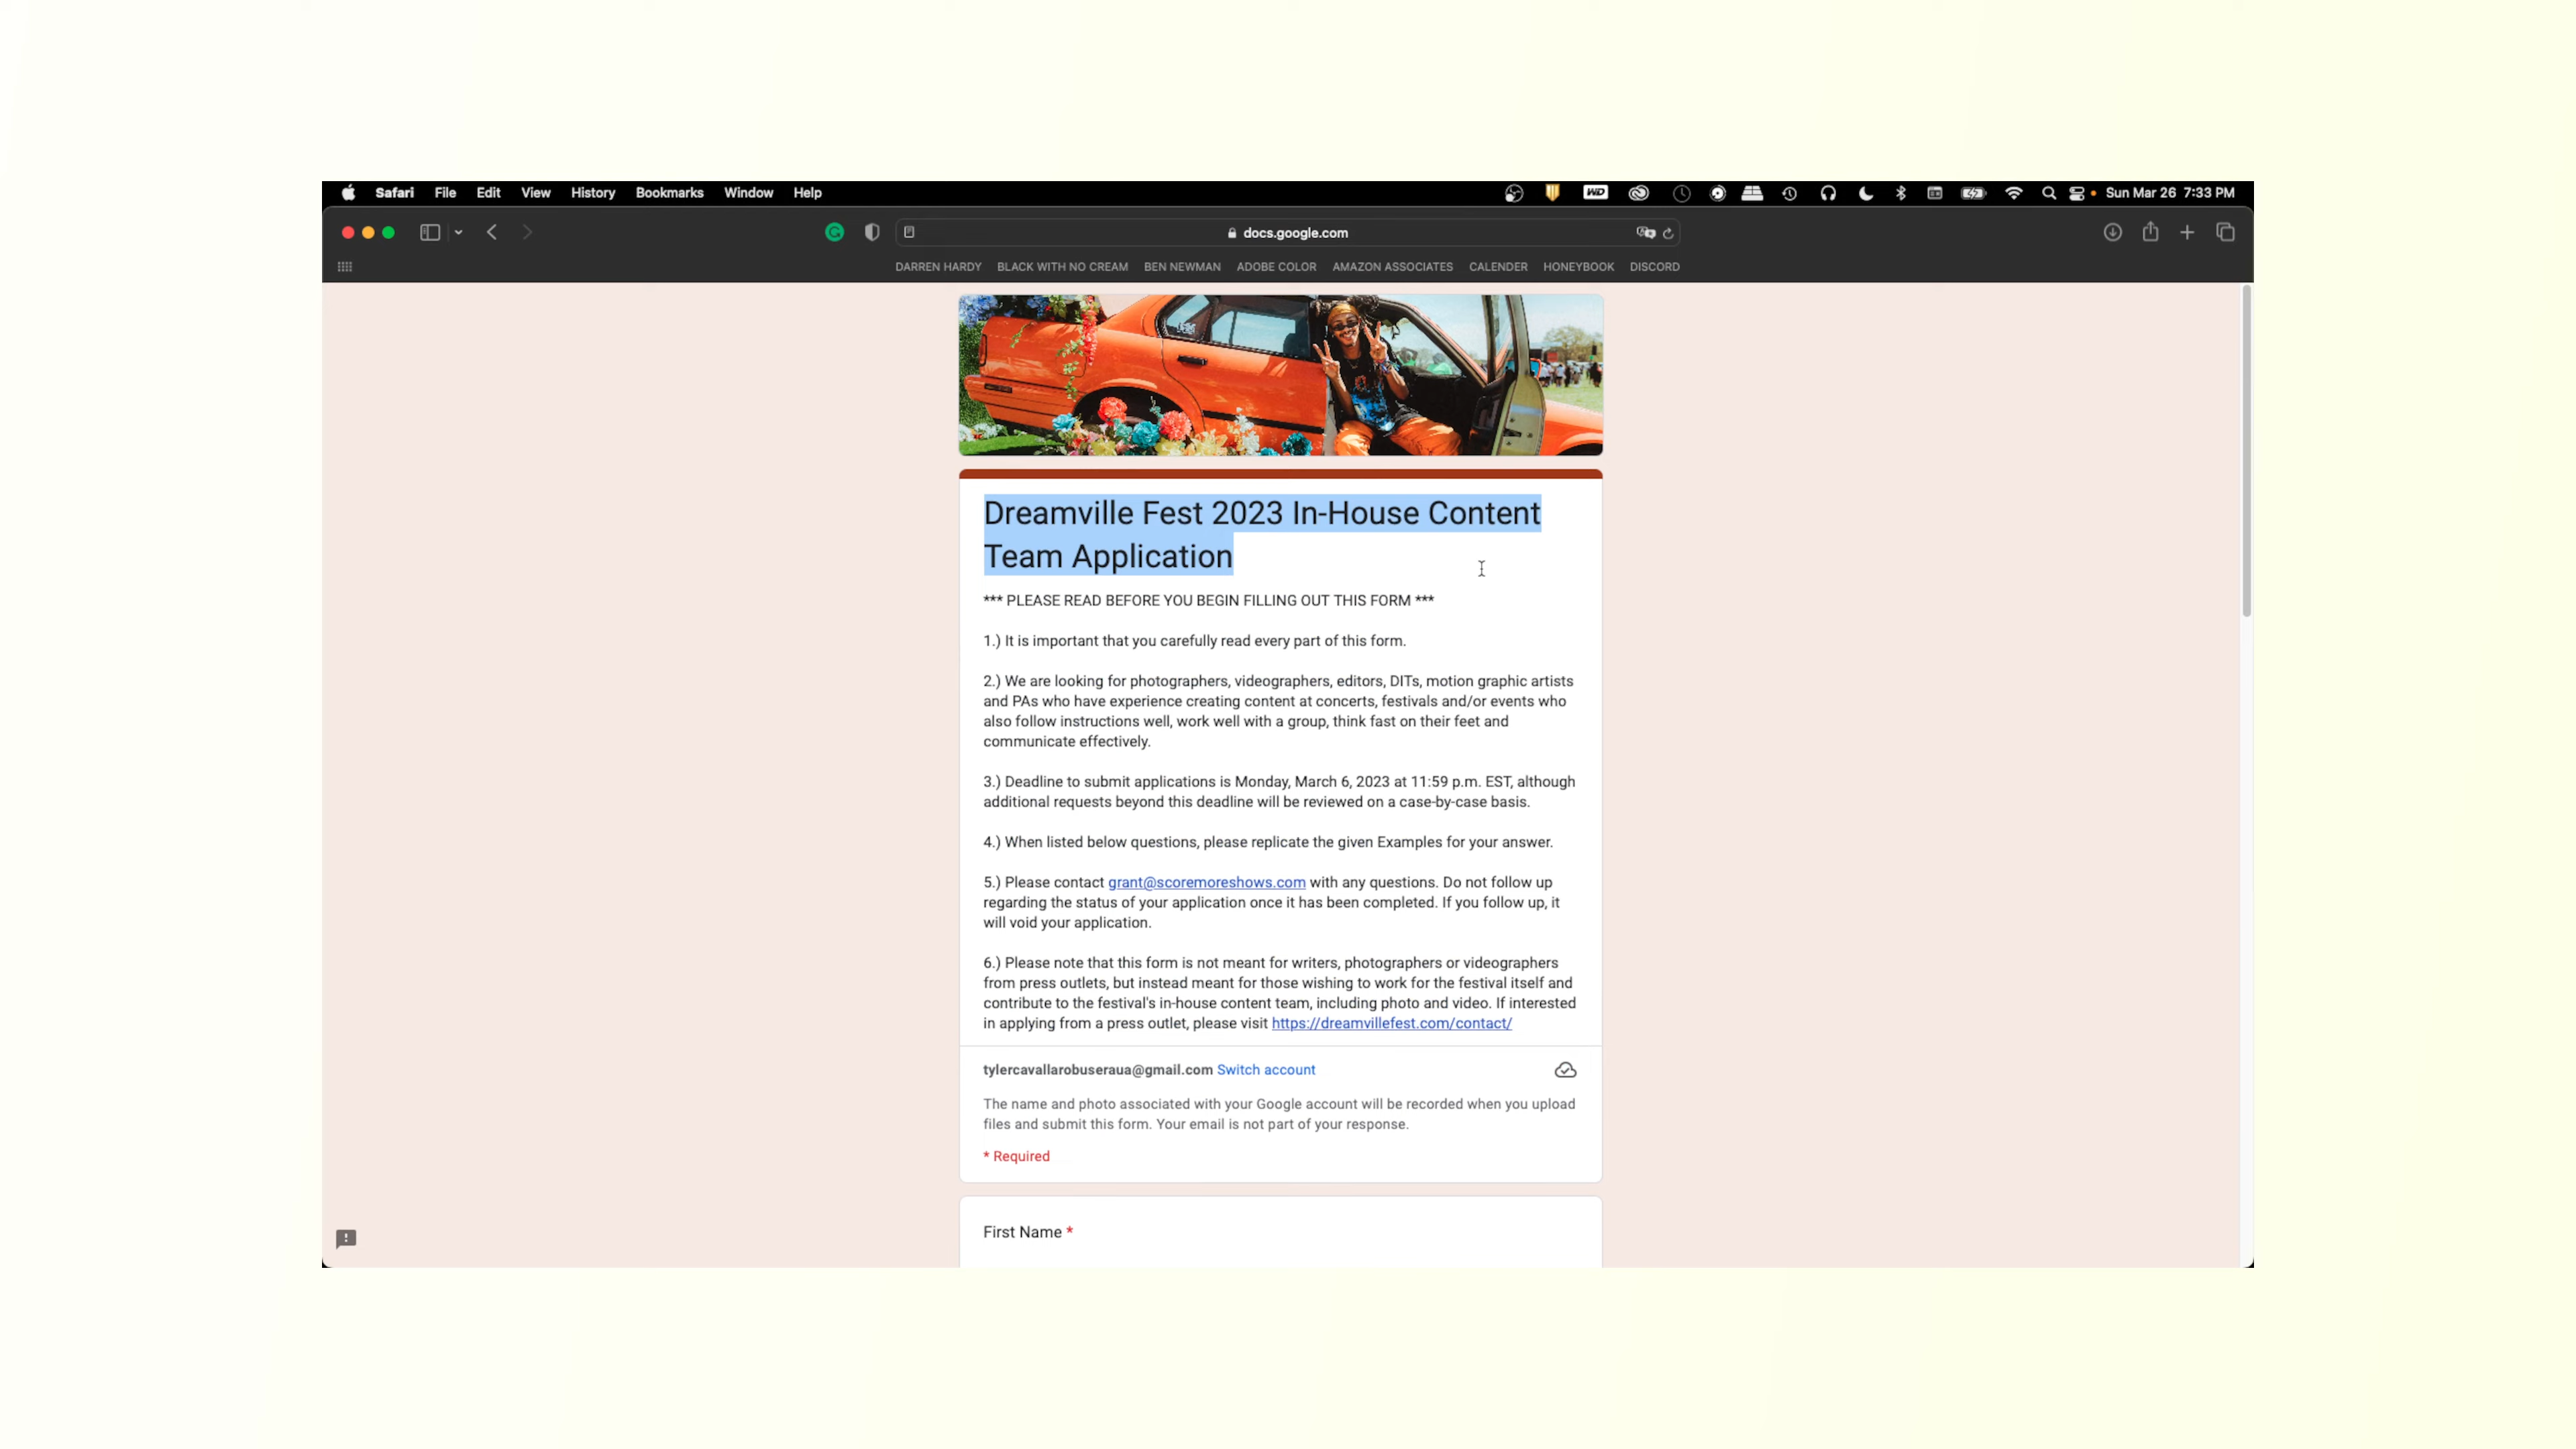 Safari File Edit View History Bookmarks Window Help WD Sun Mar 26 7:33 PM
docs.google.com
DARREN HARDY BLACK WITH NO CREAM BEN NEWMAN ADOBE COLOR AMAZON ASSOCIATES CALENDER HONEYBOOK DISCORD
Dreamville Fest 2023 In-House Content
Team Application
*** PLEASE READ BEFORE YOU BEGIN FILLING OUT THIS FORM ***
1.) It is important that you carefully read every part of this form.
2.) We are looking for photographers, videographers, editors, DITs, motion graphic artists
and PAs who have experience creating content at concerts, festivals and/or events who
also follow instructions well, work well with a group, think fast on their feet and
communicate effectively.
3.) Deadline to submit applications is Monday, March 6, 2023 at 11:59 p.m. EST, although
additional requests beyond this deadline will be reviewed on a case-by-case basis.
4.) When listed below questions, please replicate the given Examples for your answer.
5.) Please contact grant@scoremoreshows.com with any questions. Do not follow up
regarding the status of your application once it has been completed. If you follow up, it
will void your application.
6.) Please note that this form is not meant for writers, photographers or videographers
from press outlets, but instead meant for those wishing to work for the festival itself and
contribute to the festival's in-house content team, including photo and video. If interested
in applying from a press outlet, please visit https://dreamvillefest.com/contact/
tylercavallarobuseraua@gmail.com Switch account
The name and photo associated with your Google account will be recorded when you upload
files and submit this form. Your email is not part of your response.
* Required
First Name *